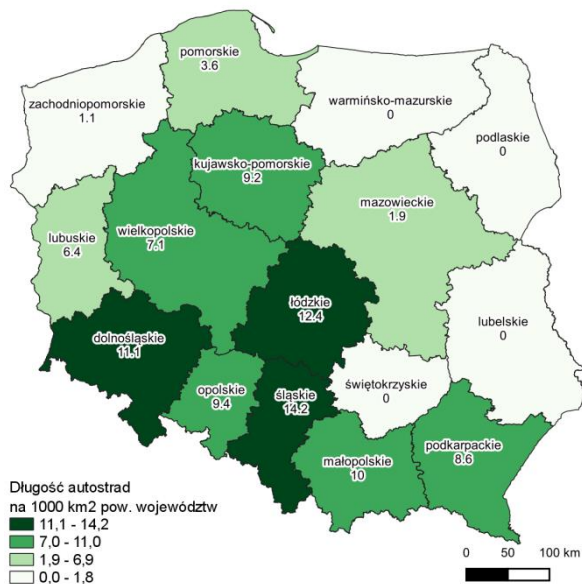 pomorskie
3.6
zachodniopomorskie
1.1
warmińsko-mazurskie
0
podlaskie
0
kujawsko-pomorskie
9.2
mazowieckie
1.9
lubuskie
6.4
wielkopolskie
7.1
łódzkie
12.4
lubelskie
0
dolnośląskie
11.1
opolskie
9.4
śląskie
14.2
świętokrzyskie
0
małopolskie
10
podkarpackie
8.6
Długość autostrad
na 1000 km2 pow. województw
11,1 - 14,2
7,0 - 11,0
1,9 - 6,9
0,0 - 1,8
0 50 100 km